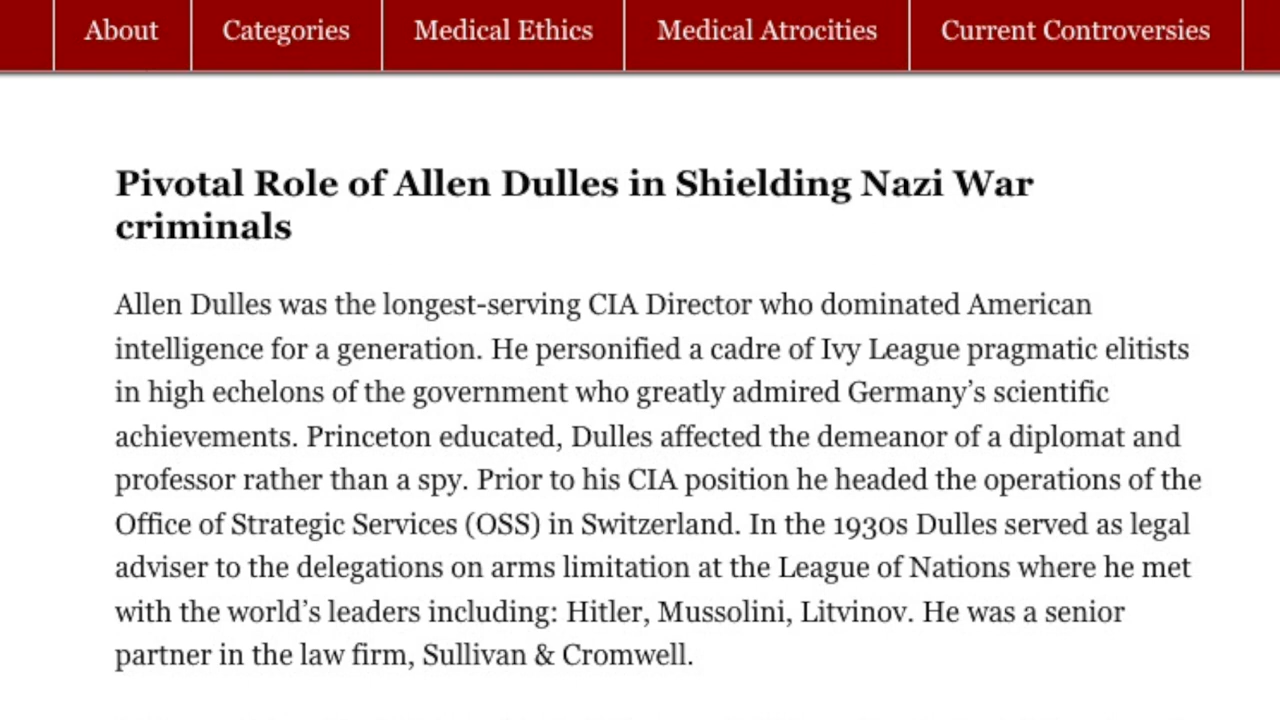 About Categories Medical Ethics Medical Atrocities Current Controversies
Pivotal Role of Allen Dulles in Shielding Nazi War
criminals
Allen Dulles was the longest-serving CIA Director who dominated American
intelligence for a generation. He personified a cadre of Ivy League pragmatic elitists
in high echelons of the government who greatly admired Germany’s scientific
achievements. Princeton educated, Dulles affected the demeanor of a diplomat and
professor rather than a spy. Prior to his CIA position he headed the operations of the
Office of Strategic Services (OSS) in Switzerland. In the 1930s Dulles served as legal
adviser to the delegations on arms limitation at the League of Nations where he met
with the world’s leaders including: Hitler, Mussolini, Litvinov. He was a senior
partner in the law firm, Sullivan & Cromwell.